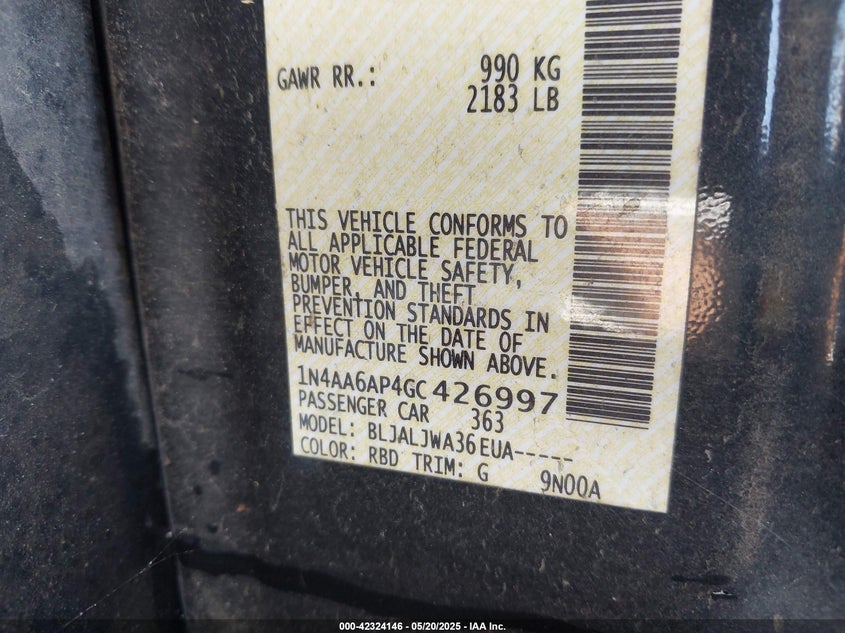 GAWR RR.: 990 KG
2183 LB
THIS VEHICLE CONFORMS TO
ALL APPLICABLE FEDERAL
MOTOR VEHICLE SAFETY,
BUMPER, AND THEFT
PREVENTION STANDARDS IN
EFFECT ON THE DATE OF
MANUFACTURE SHOWN ABOVE.
1N4AA6AP4GC426997
PASSENGER CAR 363
MODEL: BLJALJWA36EUA-----
COLOR: RBD TRIM: G 9N00A
000-42324146 - 05/20/2025 - IAA Inc.